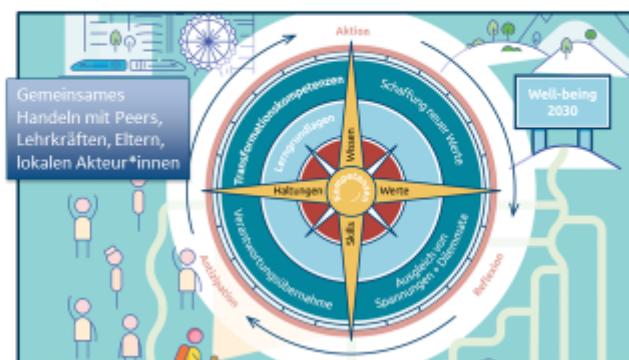 Aktion
Gemeinsames
Handeln mit Peers,
Lehrkräften, Eltern,
lokalen Akteur*innen
Transformationskompetenzen
Schaffung neuer Werte
Well-being
2030
Lerngrundlagen
Wissen
Haltungen
Kompetenzen
Werte
Skills
Verantwortungsübernahme
Ausgleich von
Spannungen + Dilemmata
Antizipation
Reflexion